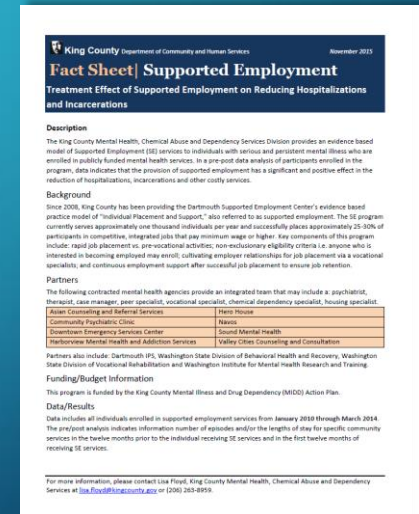 King County Department of Community and Human Services November 2015
Fact Sheet| Supported Employment
Treatment Effect of Supported Employment on Reducing Hospitalizations
and Incarcerations
Description
The King County Mental Health, Chemical Abuse and Dependency Services Division provides an evidence based
model of Supported Employment (SE) services to individuals with serious and persistent mental illness who are
enrolled in publicly funded mental health services. In a pre-post data analysis of participants enrolled in the
program, data indicates that the provision of supported employment has a significant and positive effect in the
reduction of hospitalizations, incarcerations and other costly services.
Background
Since 2008, King County has been providing the Dartmouth Supported Employment Center's evidence based
practice model of "Individual Placement and Support," also referred to as supported employment. The SE program
currently serves approximately one thousand individuals per year and successfully places approximately 25-30% of
participants in competitive, integrated jobs that pay minimum wage or higher. Key components of this program
include: rapid job placement vs. pre-vocational activities; non-exclusionary eligibility criteria i.e. anyone who is
interested in becoming employed may enroll; cultivating employer relationships for job placement via a vocational
specialists; and continuous employment support after successful job placement to ensure job retention.
Partners
The following contracted mental health agencies provide an integrated team that may include a: psychiatrist,
therapist, case manager, peer specialist, vocational specialist, chemical dependency specialist, housing specialist.
Asian Counseling and Referral Services Hero House
Community Psychiatric Clinic Navos
Downtown Emergency Services Center Sound Mental Health
Harborview Mental Health and Addiction Services Valley Cities Counseling and Consultation
Partners also include: Dartmouth IPS, Washington State Division of Behavioral Health and Recovery, Washington
State Division of Vocational Rehabilitation and Washington Institute for Mental Health Research and Training.
Funding/Budget Information
This program is funded by the King County Mental Illness and Drug Dependency (MIDD) Action Plan.
Data/Results
Data includes all individuals enrolled in supported employment services from January 2010 through March 2014.
The pre/post analysis indicates information number of episodes and/or the lengths of stay for specific community
services in the twelve months prior to the individual receiving SE services and in the first twelve months of
receiving SE services.
For more information, please contact Lisa Floyd, King County Mental Health, Chemical Abuse and Dependency
Services at lisa.floyd@kingcounty.gov or (206) 263-8959.